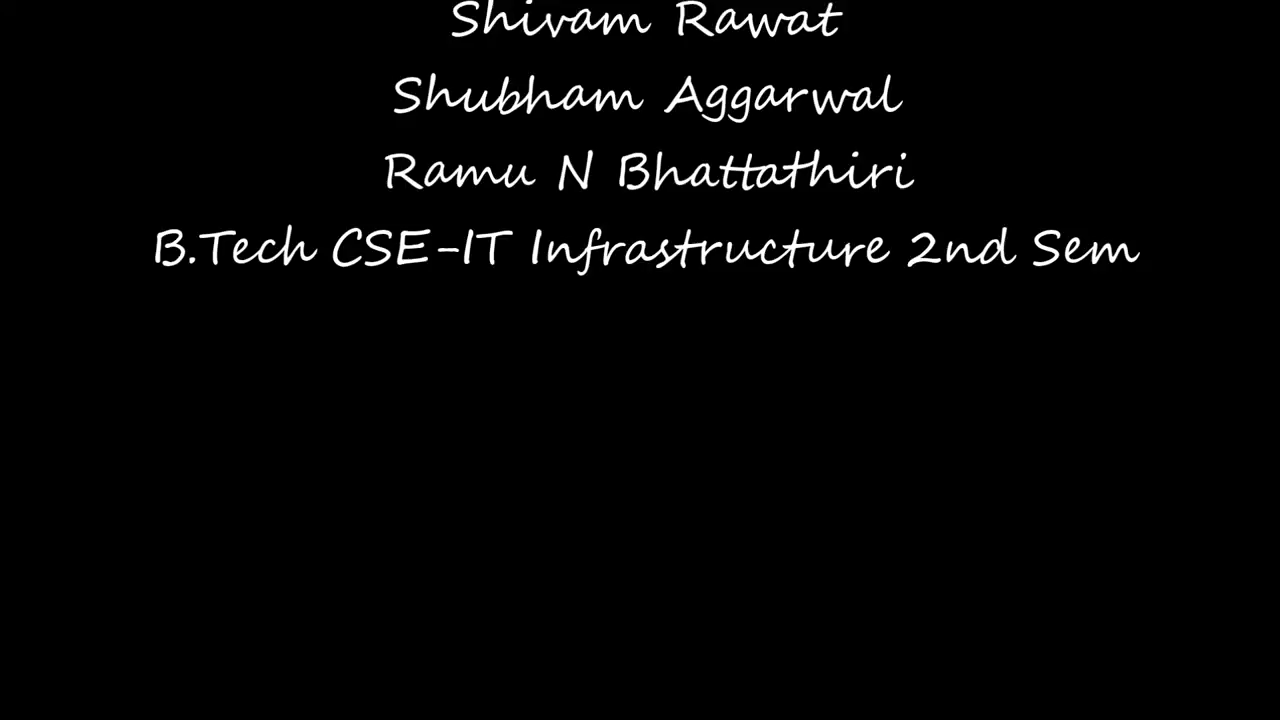 Shivam Rawat
Shubham Aggarwal
Ramu N Bhattathiri
B.Tech CSE-IT Infrastructure 2nd Sem